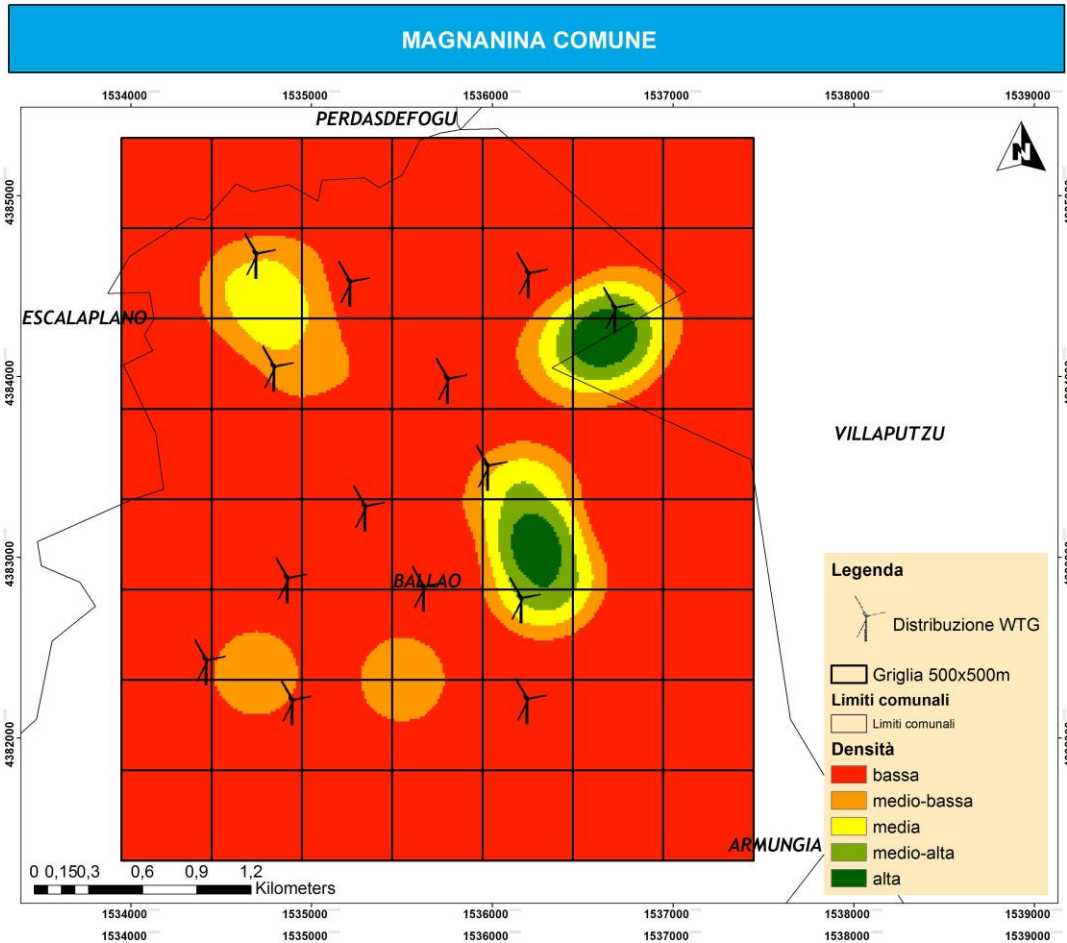 MAGNANINA COMUNE
1534000 1535000 1536000 1537000 1538000 1539000
PERDASDEFOGU
N
4385000
ESCALAPLANO
4384000
VILLAPUTZU
4383000
BALLAO
Legenda
Distribuzione WTG
Griglia 500x500m
Limiti comunali
Limiti comunali
4382000
Densità
bassa
medio-bassa
media
medio-alta
alta
ARMUNGIA
0 0,15 0,3 0,6 0,9 1,2
Kilometers
1534000 1535000 1536000 1537000 1538000 1539000